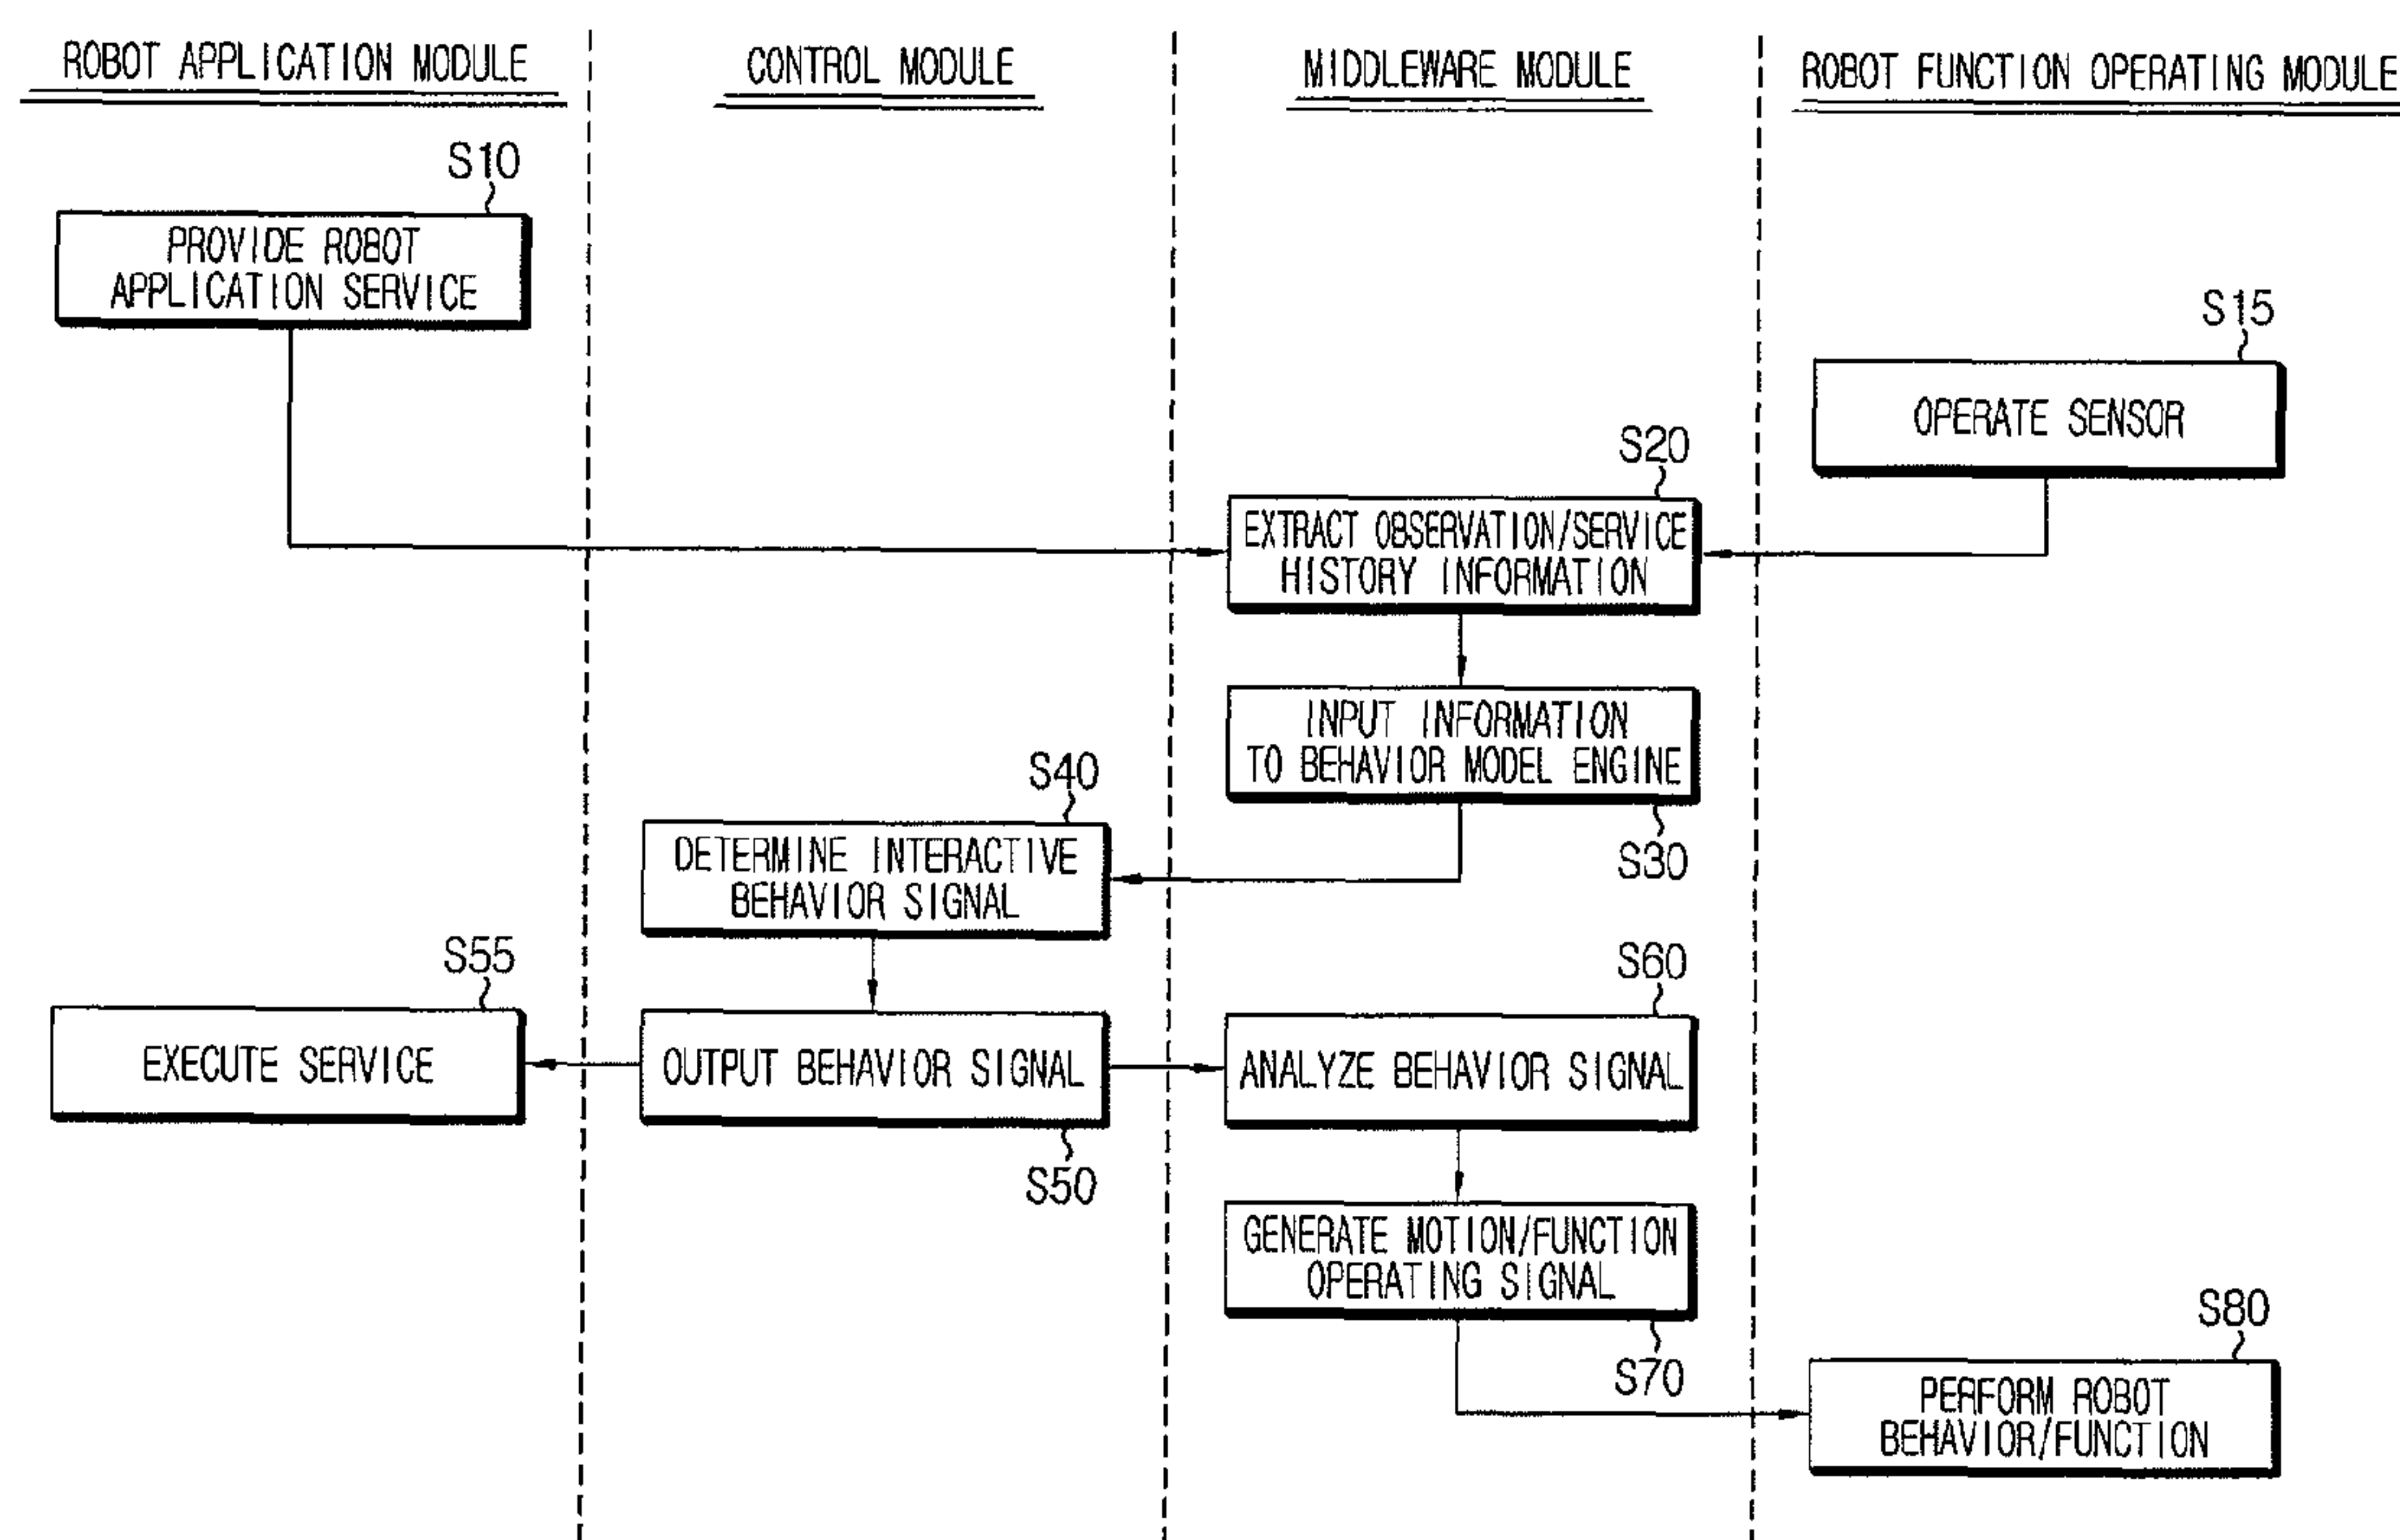 ROBOT APPLICATION MODULE
CONTROL MODULE
MIDDLEWARE MODULE
ROBOT FUNCTION OPERATING MODULE
S10
PROVIDE ROBOT
APPLICATION SERVICE
S15
OPERATE SENSOR
S20
EXTRACT OBSERVATION/SERVICE
HISTORY INFORMATION
INPUT INFORMATION
TO BEHAVIOR MODEL ENGINE
S30
S40
DETERMINE INTERACTIVE
BEHAVIOR SIGNAL
S55
EXECUTE SERVICE
OUTPUT BEHAVIOR SIGNAL
S50
S60
ANALYZE BEHAVIOR SIGNAL
GENERATE MOTION/FUNCTION
OPERATING SIGNAL
S70
S80
PERFORM ROBOT
BEHAVIOR/FUNCTION